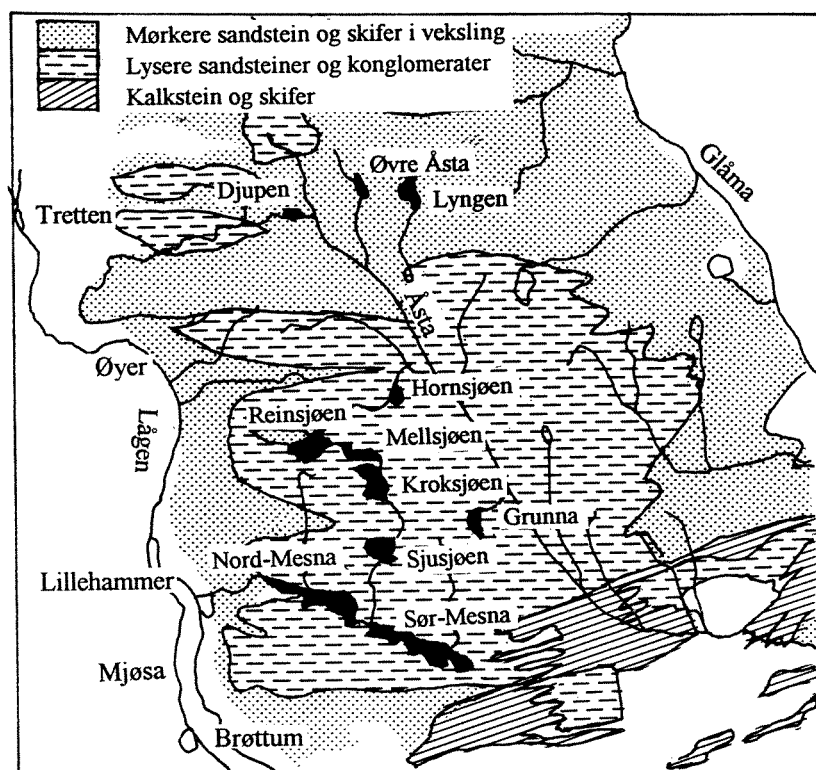 Mørkere sandstein og skifer i veksling
Lysere sandsteiner og konglomerater
Kalkstein og skifer
Glåma
Øvre Åsta
Djupen
Lyngen
Tretten
Åsta
Øyer
Hornsjøen
Reinsjøen
Lågen
Mellsjøen
Kroksjøen
Grunna
Nord-Mesna
Sjusjøen
Lillehammer
Sør-Mesna
Mjøsa
Brøttum